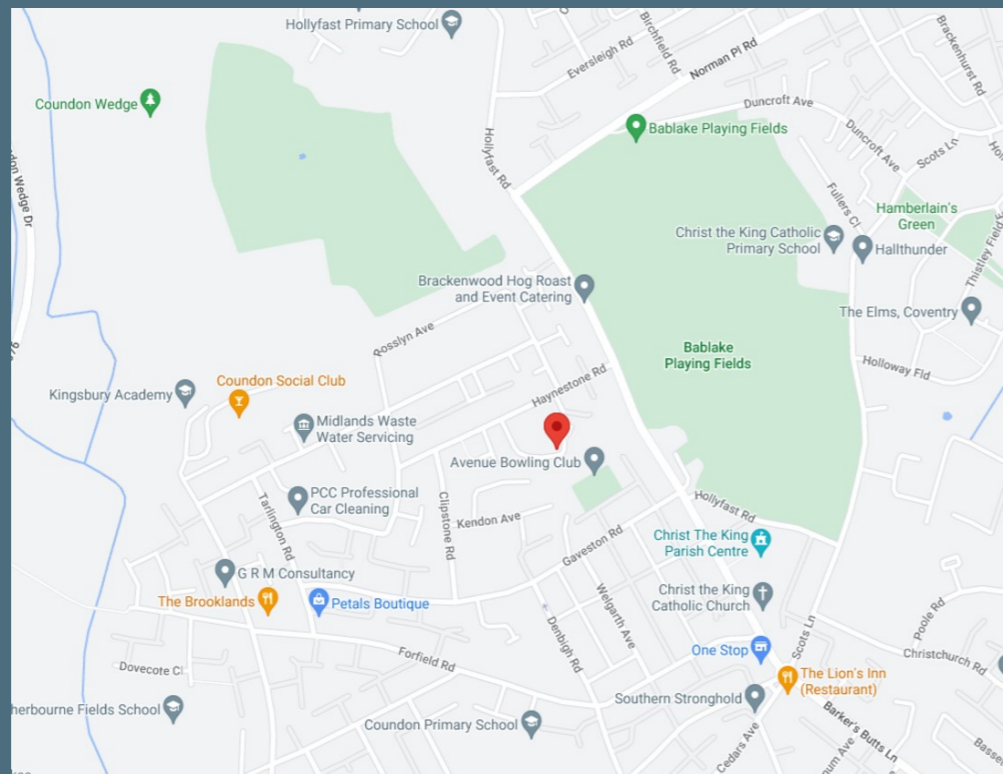 Hollyfast Primary School
Birchfield Rd
Eversleigh Rd
Norman Pl Rd
Brackenhurst Rd
Coundon Wedge
Duncroft Ave
Bablake Playing Fields
Duncroft Ave
Scots Ln
Hollyfast Rd
Fullers Cl
Hamberlain's
Green
Christ the King Catholic
Primary School
Hallthunder
Brackenwood Hog Roast
and Event Catering
The Elms, Coventry
Rosslyn Ave
Bablake
Playing Fields
Holloway Fld
Haynestone Rd
Coundon Social Club
Kingsbury Academy
Midlands Waste
Water Servicing
Avenue Bowling Club
PCC Professional
Car Cleaning
Clipstone Rd
Tarlington Rd
Kendon Ave
Hollyfast Rd
Gaveston Rd
Christ The King
Parish Centre
G R M Consultancy
Christ the King
Catholic Church
The Brooklands
Petals Boutique
Welgarth Ave
Denbigh Rd
Poole Rd
Scots Ln
One Stop
Christchurch Rd
Forfield Rd
Dovecote Cl
The Lion's Inn
(Restaurant)
Southern Stronghold
herbourne Fields School
Coundon Primary School
Barker's Butts Ln
Cedars Ave